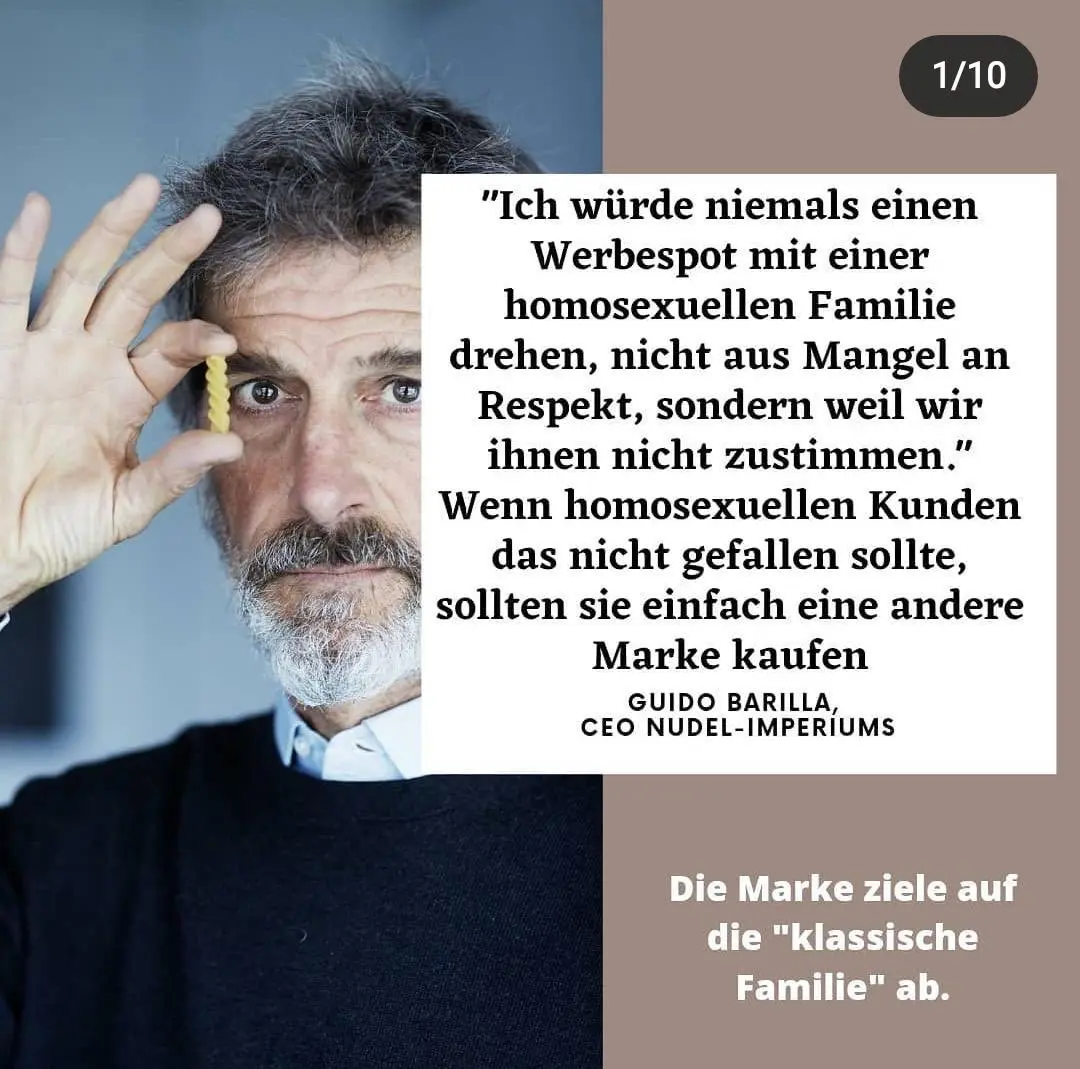 1/10
"Ich würde niemals einen
Werbespot mit einer
homosexuellen Familie
drehen, nicht aus Mangel an
Respekt, sondern weil wir
ihnen nicht zustimmen."
Wenn homosexuellen Kunden
das nicht gefallen sollte,
sollten sie einfach eine andere
Marke kaufen
GUIDO BARILLA,
CEO NUDEL-IMPERIUMS
Die Marke ziele auf
die "klassische
Familie" ab.